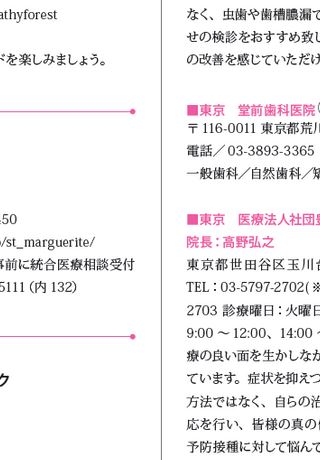 athyforest
ドを楽しみましょう。
450
/st_marguerite/
事前に統合医療相談受付
5111（内 132）
ク
なく、虫歯や歯槽膿漏で
せの検診をおすすめ致し
の改善を感じていただけ
■東京　堂前歯科医院（
〒 116-0011 東京都荒川
電話／ 03-3893-3365
一般歯科／自然歯科／矯
■東京　医療法人社団
院長：高野弘之
東京都世田谷区玉川台
TEL：03-5797-2702(※
2703 診療曜日：火曜日
9:00 ～ 12:00、14:00 ～
療の良い面を生かしなが
ています。症状を抑えつ
方法ではなく、自らの治
応を行い、皆様の真の健
予防接種に対して悩んで